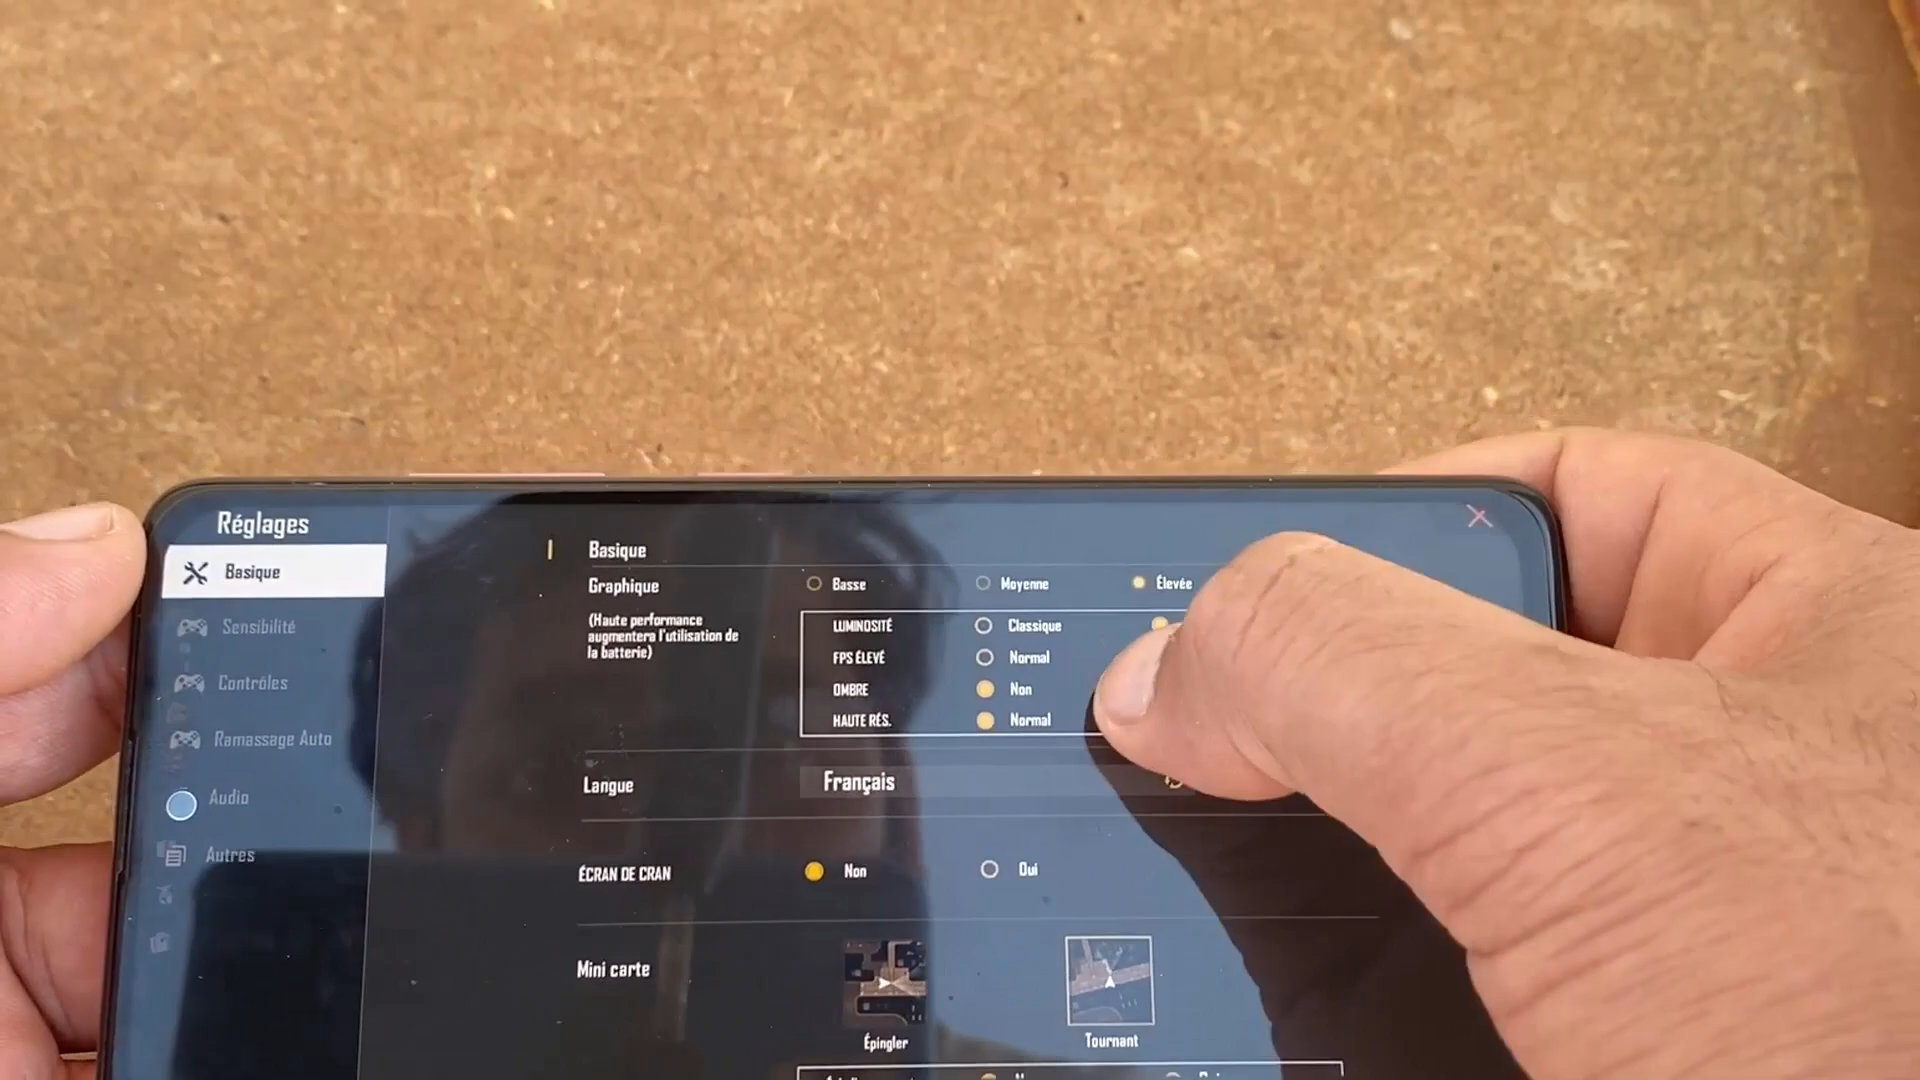 Réglages
Basique
Sensibilité
Contrôles
Ramassage Auto
Audio
Autres
Basique
Graphique
Basse
Moyenne
Élevée
(Haute performance
augmentera l'utilisation de
la batterie)
LUMINOSITÉ
Classique
FPS ÉLEVÉ
Normal
OMBRE
Non
HAUTE RÉS.
Normal
Langue
Français
ÉCRAN DE CRAN
Non
Oui
Mini carte
Épingler
Tournant